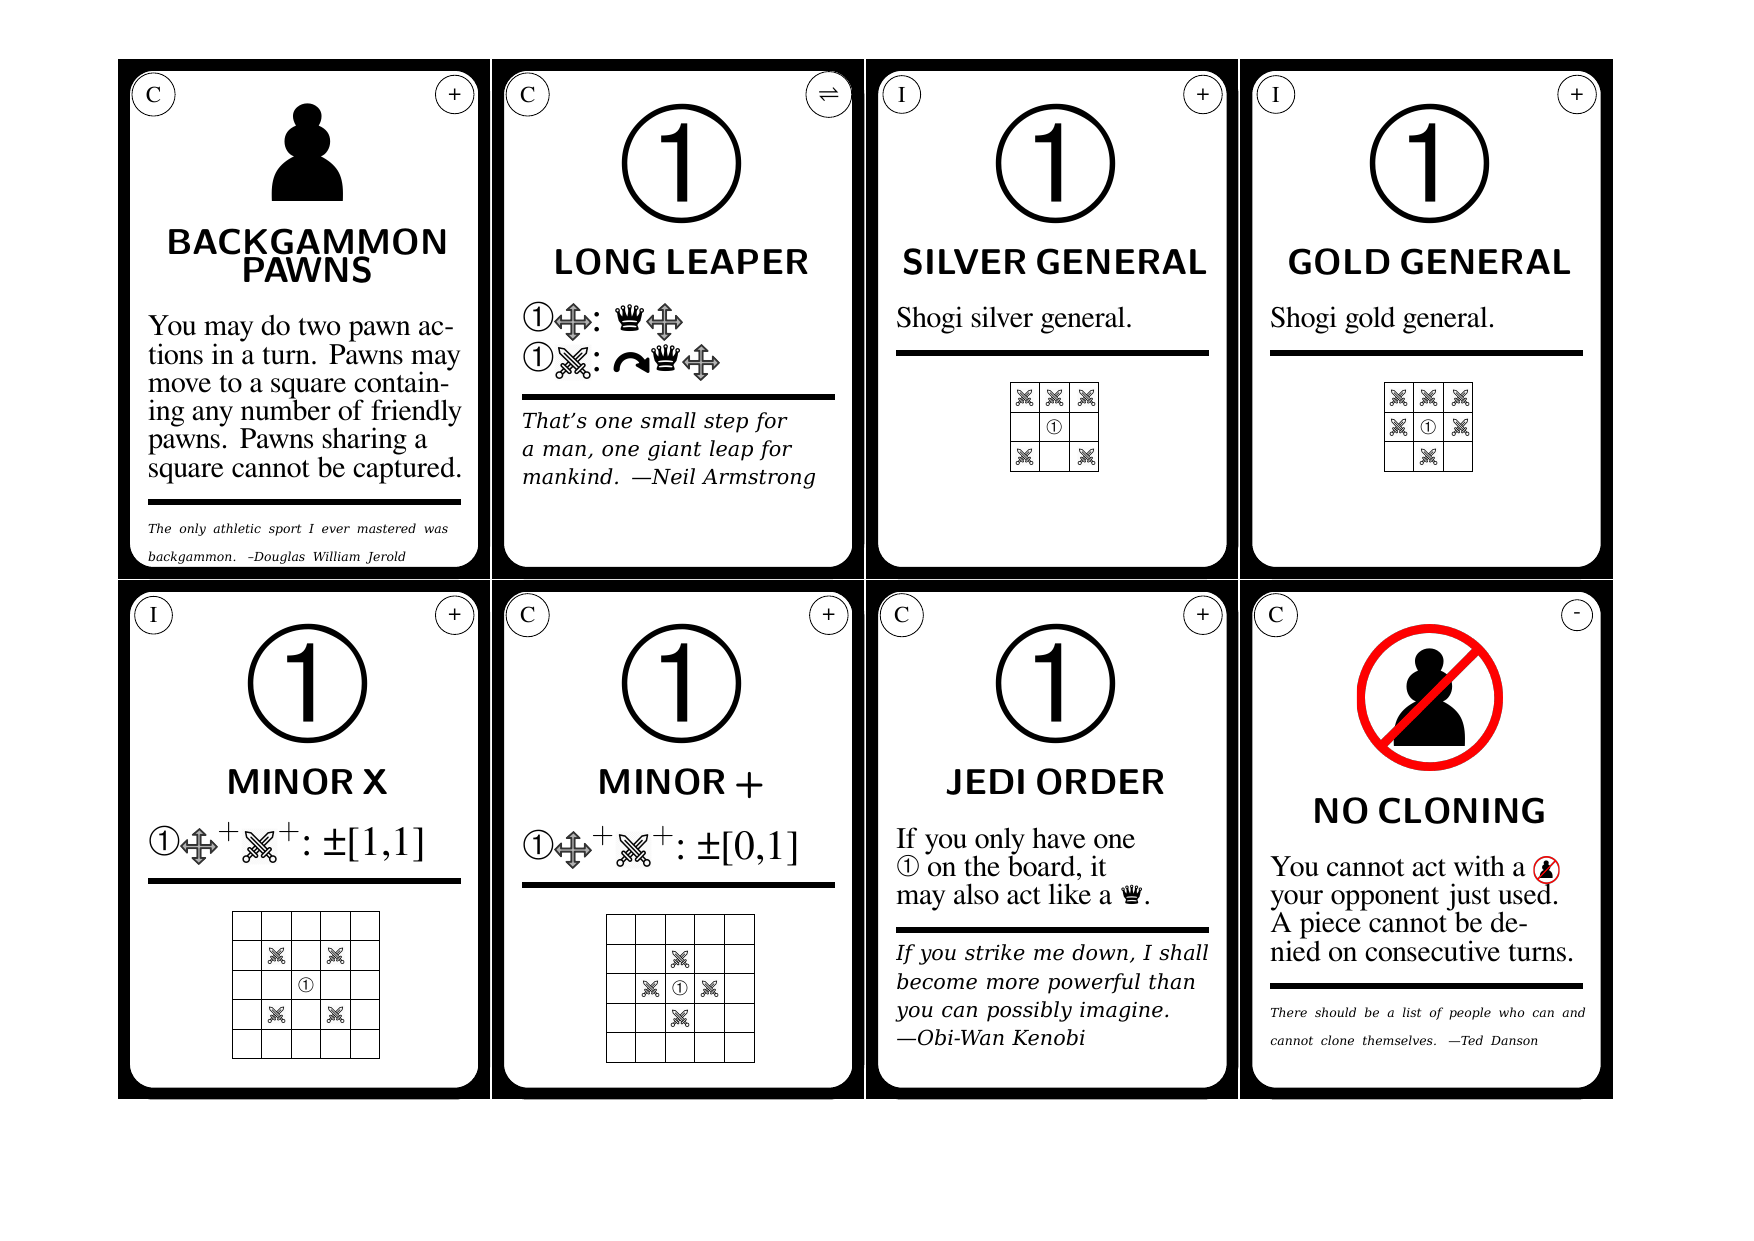 C +
BACKGAMMON
PAWNS
You may do two pawn ac-
tions in a turn. Pawns may
move to a square contain-
ing any number of friendly
pawns. Pawns sharing a
square cannot be captured.
The only athletic sport I ever mastered was
backgammon. –Douglas William Jerold
C ⇌
1
LONG LEAPER
①: ♛
①⚔: ♛
That’s one small step for
a man, one giant leap for
mankind. —Neil Armstrong
I +
1
SILVER GENERAL
Shogi silver general.
①
I +
1
GOLD GENERAL
Shogi gold general.
①
I +
1
MINOR X
①+⚔+: ±[1,1]
①
C +
1
MINOR +
①+⚔+: ±[0,1]
①
C +
1
JEDI ORDER
If you only have one
① on the board, it
may also act like a ♛.
If you strike me down, I shall
become more powerful than
you can possibly imagine.
—Obi-Wan Kenobi
C -
NO CLONING
You cannot act with a
your opponent just used.
A piece cannot be de-
nied on consecutive turns.
There should be a list of people who can and
cannot clone themselves. —Ted Danson